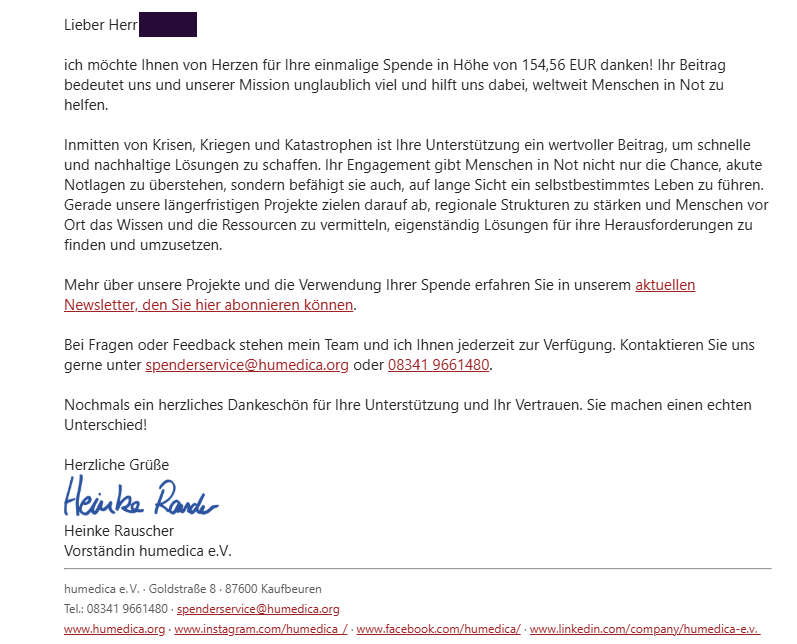 Lieber Herr
ich möchte Ihnen von Herzen für Ihre einmalige Spende in Höhe von 154,56 EUR danken! Ihr Beitrag
bedeutet uns und unserer Mission unglaublich viel und hilft uns dabei, weltweit Menschen in Not zu
helfen.
Inmitten von Krisen, Kriegen und Katastrophen ist Ihre Unterstützung ein wertvoller Beitrag, um schnelle
und nachhaltige Lösungen zu schaffen. Ihr Engagement gibt Menschen in Not nicht nur die Chance, akute
Notlagen zu überstehen, sondern befähigt sie auch, auf lange Sicht ein selbstbestimmtes Leben zu führen.
Gerade unsere längerfristigen Projekte zielen darauf ab, regionale Strukturen zu stärken und Menschen vor
Ort das Wissen und die Ressourcen zu vermitteln, eigenständig Lösungen für ihre Herausforderungen zu
finden und umzusetzen.
Mehr über unsere Projekte und die Verwendung Ihrer Spende erfahren Sie in unserem aktuellen
Newsletter, den Sie hier abonnieren können.
Bei Fragen oder Feedback stehen mein Team und ich Ihnen jederzeit zur Verfügung. Kontaktieren Sie uns
gerne unter spenderservice@humedica.org oder 08341 9661480.
Nochmals ein herzliches Dankeschön für Ihre Unterstützung und Ihr Vertrauen. Sie machen einen echten
Unterschied!
Herzliche Grüße
Heinke Rauscher
Vorständin humedica e.V.
humedica e. V. · Goldstraße 8 · 87600 Kaufbeuren
Tel.: 08341 9661480 · spenderservice@humedica.org
www.humedica.org · www.instagram.com/humedica_/ · www.facebook.com/humedica/ · www.linkedin.com/company/humedica-e.v.